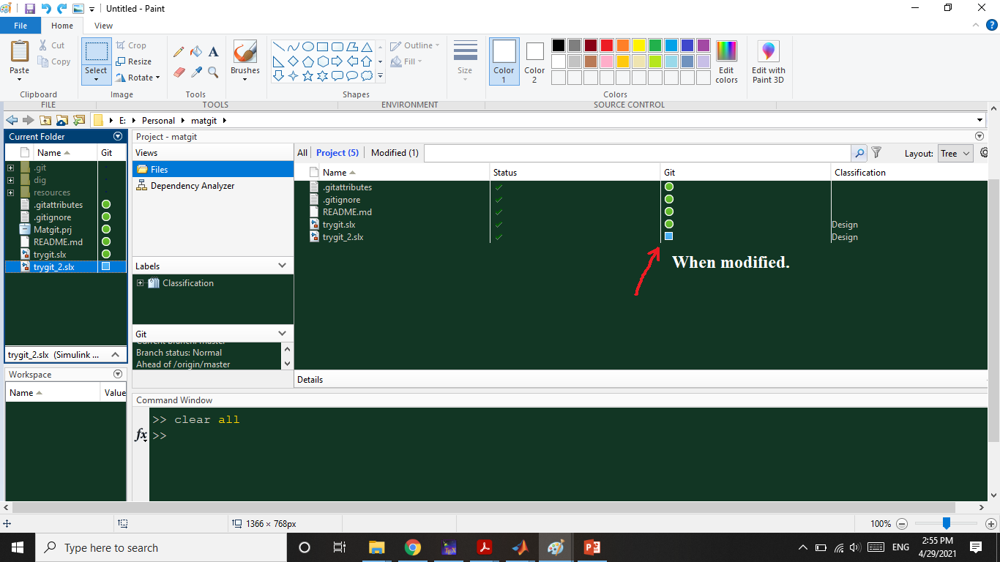 Untitled - Paint
File Home View
Paste
Cut
Copy
Clipboard
Select
Crop
Resize
Rotate
Image
A
Tools
Brushes
Shapes
Outline
Fill
Size
Color 1
Color 2
Colors
Edit colors
Edit with Paint 3D
FILE TOOLS ENVIRONMENT SOURCE CONTROL
E: Personal matgit
Current Folder
Name Git
.git
dig
resources
.gitattributes
.gitignore
Matgit.prj
README.md
trygit.slx
trygit_2.slx
trygit_2.slx (Simulink ...
Workspace
Name Value
Project - matgit
Views
Files
Dependency Analyzer
Labels
Classification
Git
Current branch: master
Branch status: Normal
Ahead of /origin/master
All Project (5) Modified (1) Layout: Tree
Name Status Git Classification
.gitattributes
.gitignore
README.md
trygit.slx Design
trygit_2.slx Design
When modified.
Details
Command Window
>> clear all
fx >>
1366 × 768px 100%
Type here to search
ENG
2:55 PM
4/29/2021